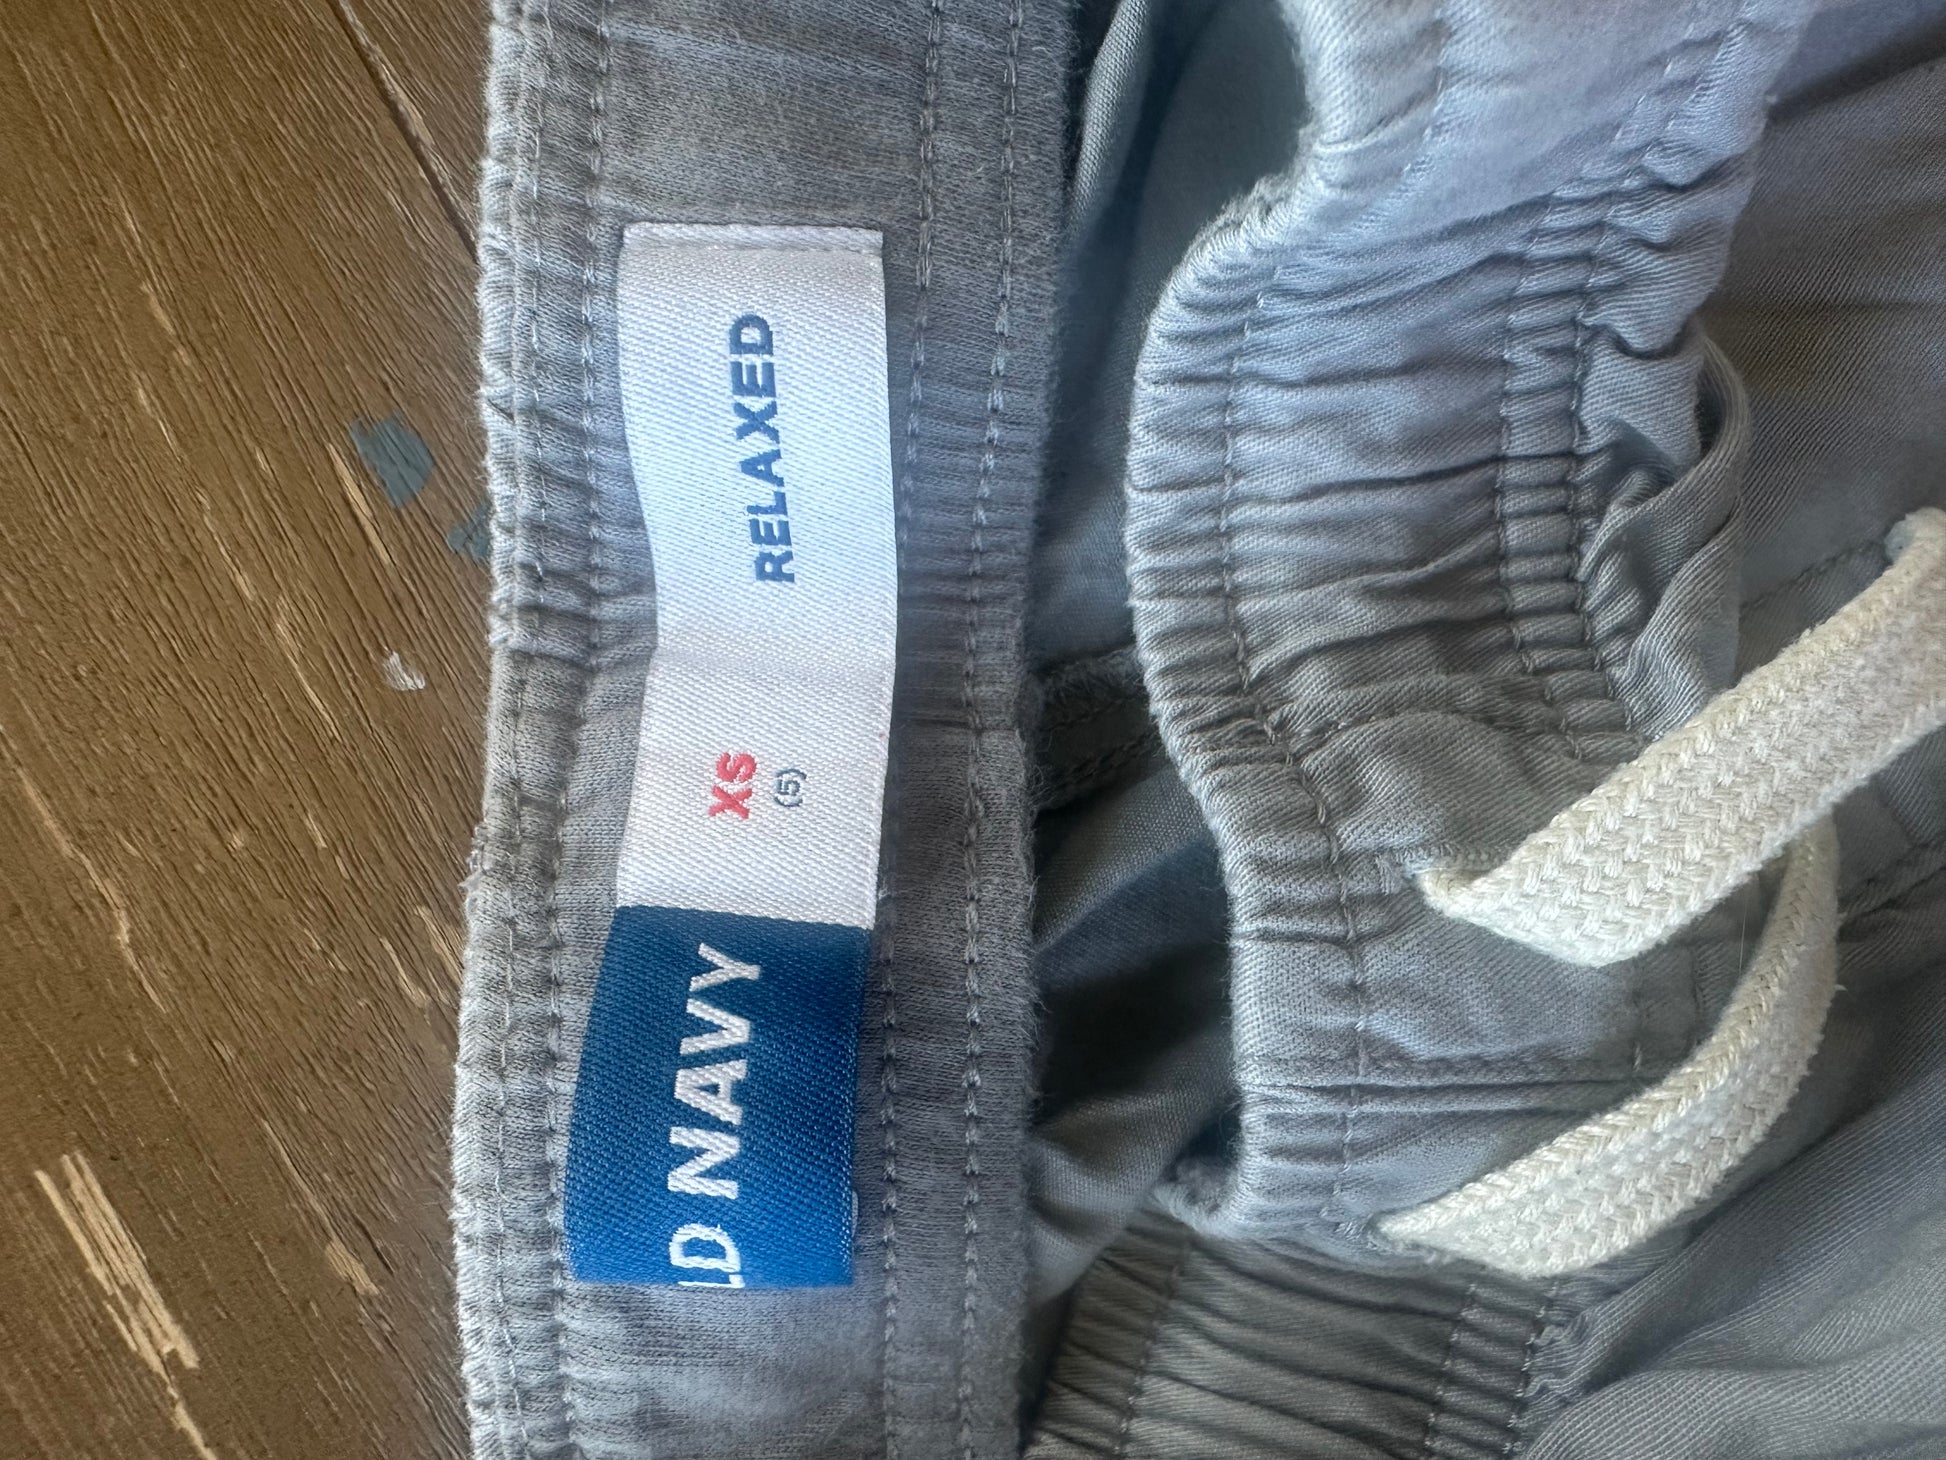 LD NAVY
XS
(5)
RELAXED